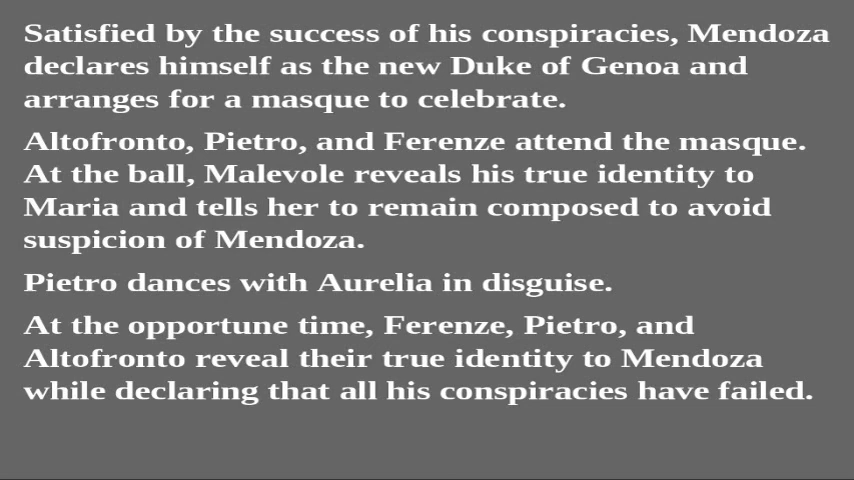 Satisfied by the success of his conspiracies, Mendoza
declares himself as the new Duke of Genoa and
arranges for a masque to celebrate.
Altofronto, Pietro, and Ferenze attend the masque.
At the ball, Malevole reveals his true identity to
Maria and tells her to remain composed to avoid
suspicion of Mendoza.
Pietro dances with Aurelia in disguise.
At the opportune time, Ferenze, Pietro, and
Altofronto reveal their true identity to Mendoza
while declaring that all his conspiracies have failed.